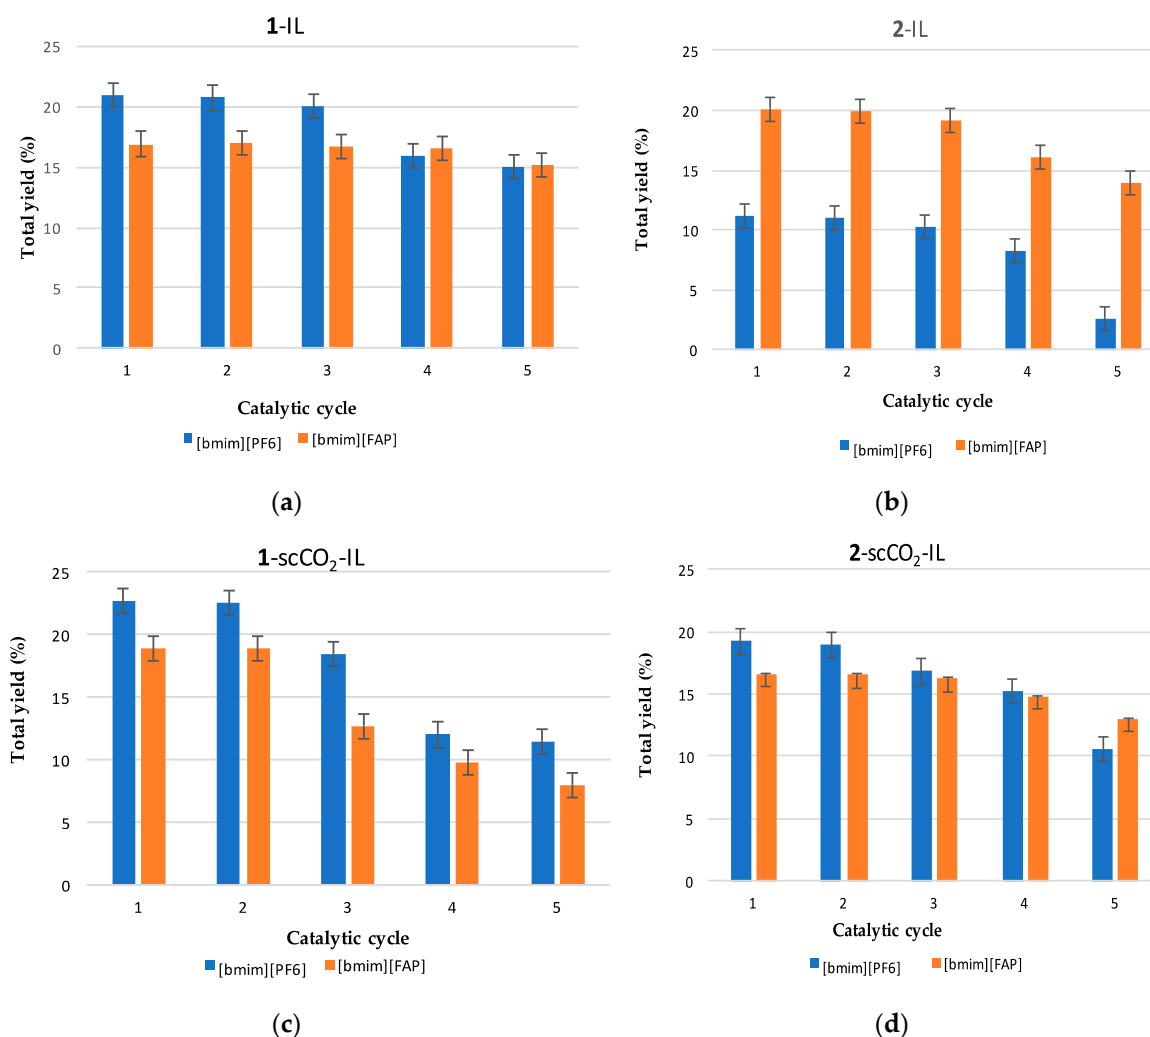 1-IL
25
20
15
10
5
0
Total yield (%)
1 2 3 4 5
Catalytic cycle
[bmim][PF6] [bmim][FAP]
(a)
2-IL
25
20
15
10
5
0
Total yield (%)
1 2 3 4 5
Catalytic cycle
[bmim][PF6] [bmim][FAP]
(b)
1-scCO₂-IL
25
20
15
10
5
0
Total yield (%)
1 2 3 4 5
Catalytic cycle
[bmim][PF6] [bmim][FAP]
(c)
2-scCO₂-IL
25
20
15
10
5
0
Total yield (%)
1 2 3 4 5
Catalytic cycle
[bmim][PF6] [bmim][FAP]
(d)